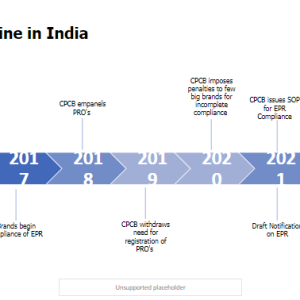 ine in India
CPCB imposes
penalties to few
big brands for
incomplete
compliance
CPCB empanels
PRO's
CPCB issues SOP
for EPR
Compliance
201
7
201
8
201
9
202
0
202
1
Brands begin
pliance of EPR
CPCB withdraws
need for
registration of
PRO's
Draft Notification
on EPR
Unsupported placeholder